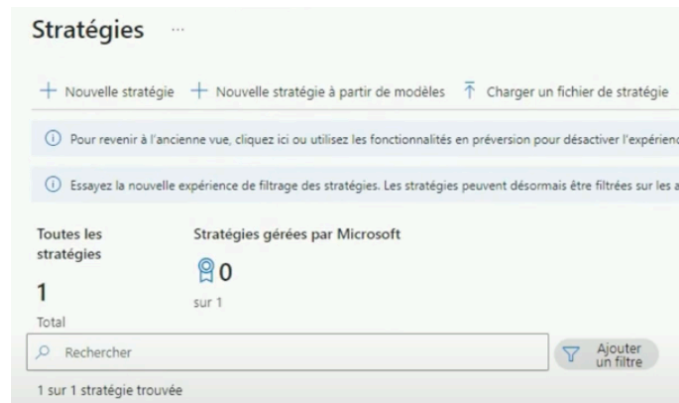 Stratégies ...
Nouvelle stratégie Nouvelle stratégie à partir de modèles Charger un fichier de stratégie
Pour revenir à l'ancienne vue, cliquez ici ou utilisez les fonctionnalités en préversion pour désactiver l'expérienc
Essayez la nouvelle expérience de filtrage des stratégies. Les stratégies peuvent désormais être filtrées sur les a
Toutes les
stratégies
1
Total
Stratégies gérées par Microsoft
0
sur 1
Rechercher
Ajouter
un filtre
1 sur 1 stratégie trouvée